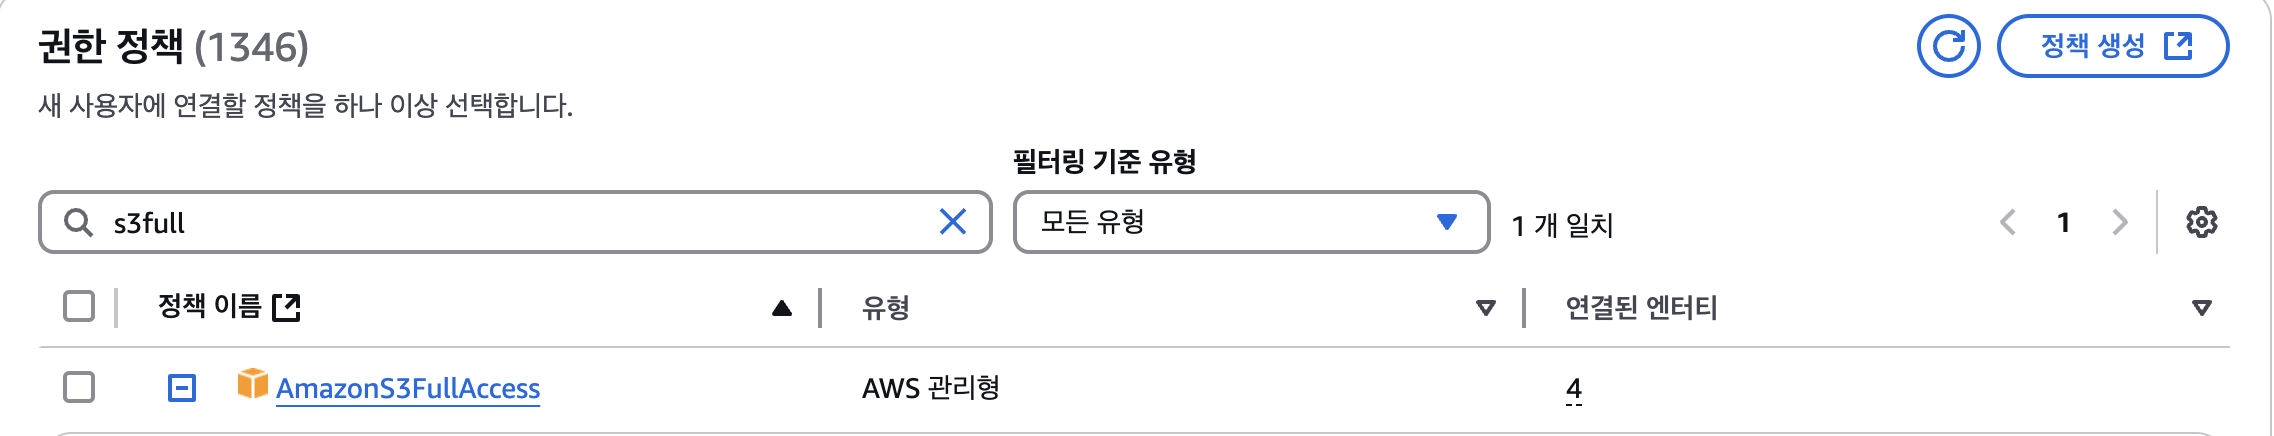 권한 정책 (1346)
정책 생성
새 사용자에 연결할 정책을 하나 이상 선택합니다.
필터링 기준 유형
s3full
모든 유형
1 개 일치
1
정책 이름
유형
연결된 엔터티
AmazonS3FullAccess
AWS 관리형
4